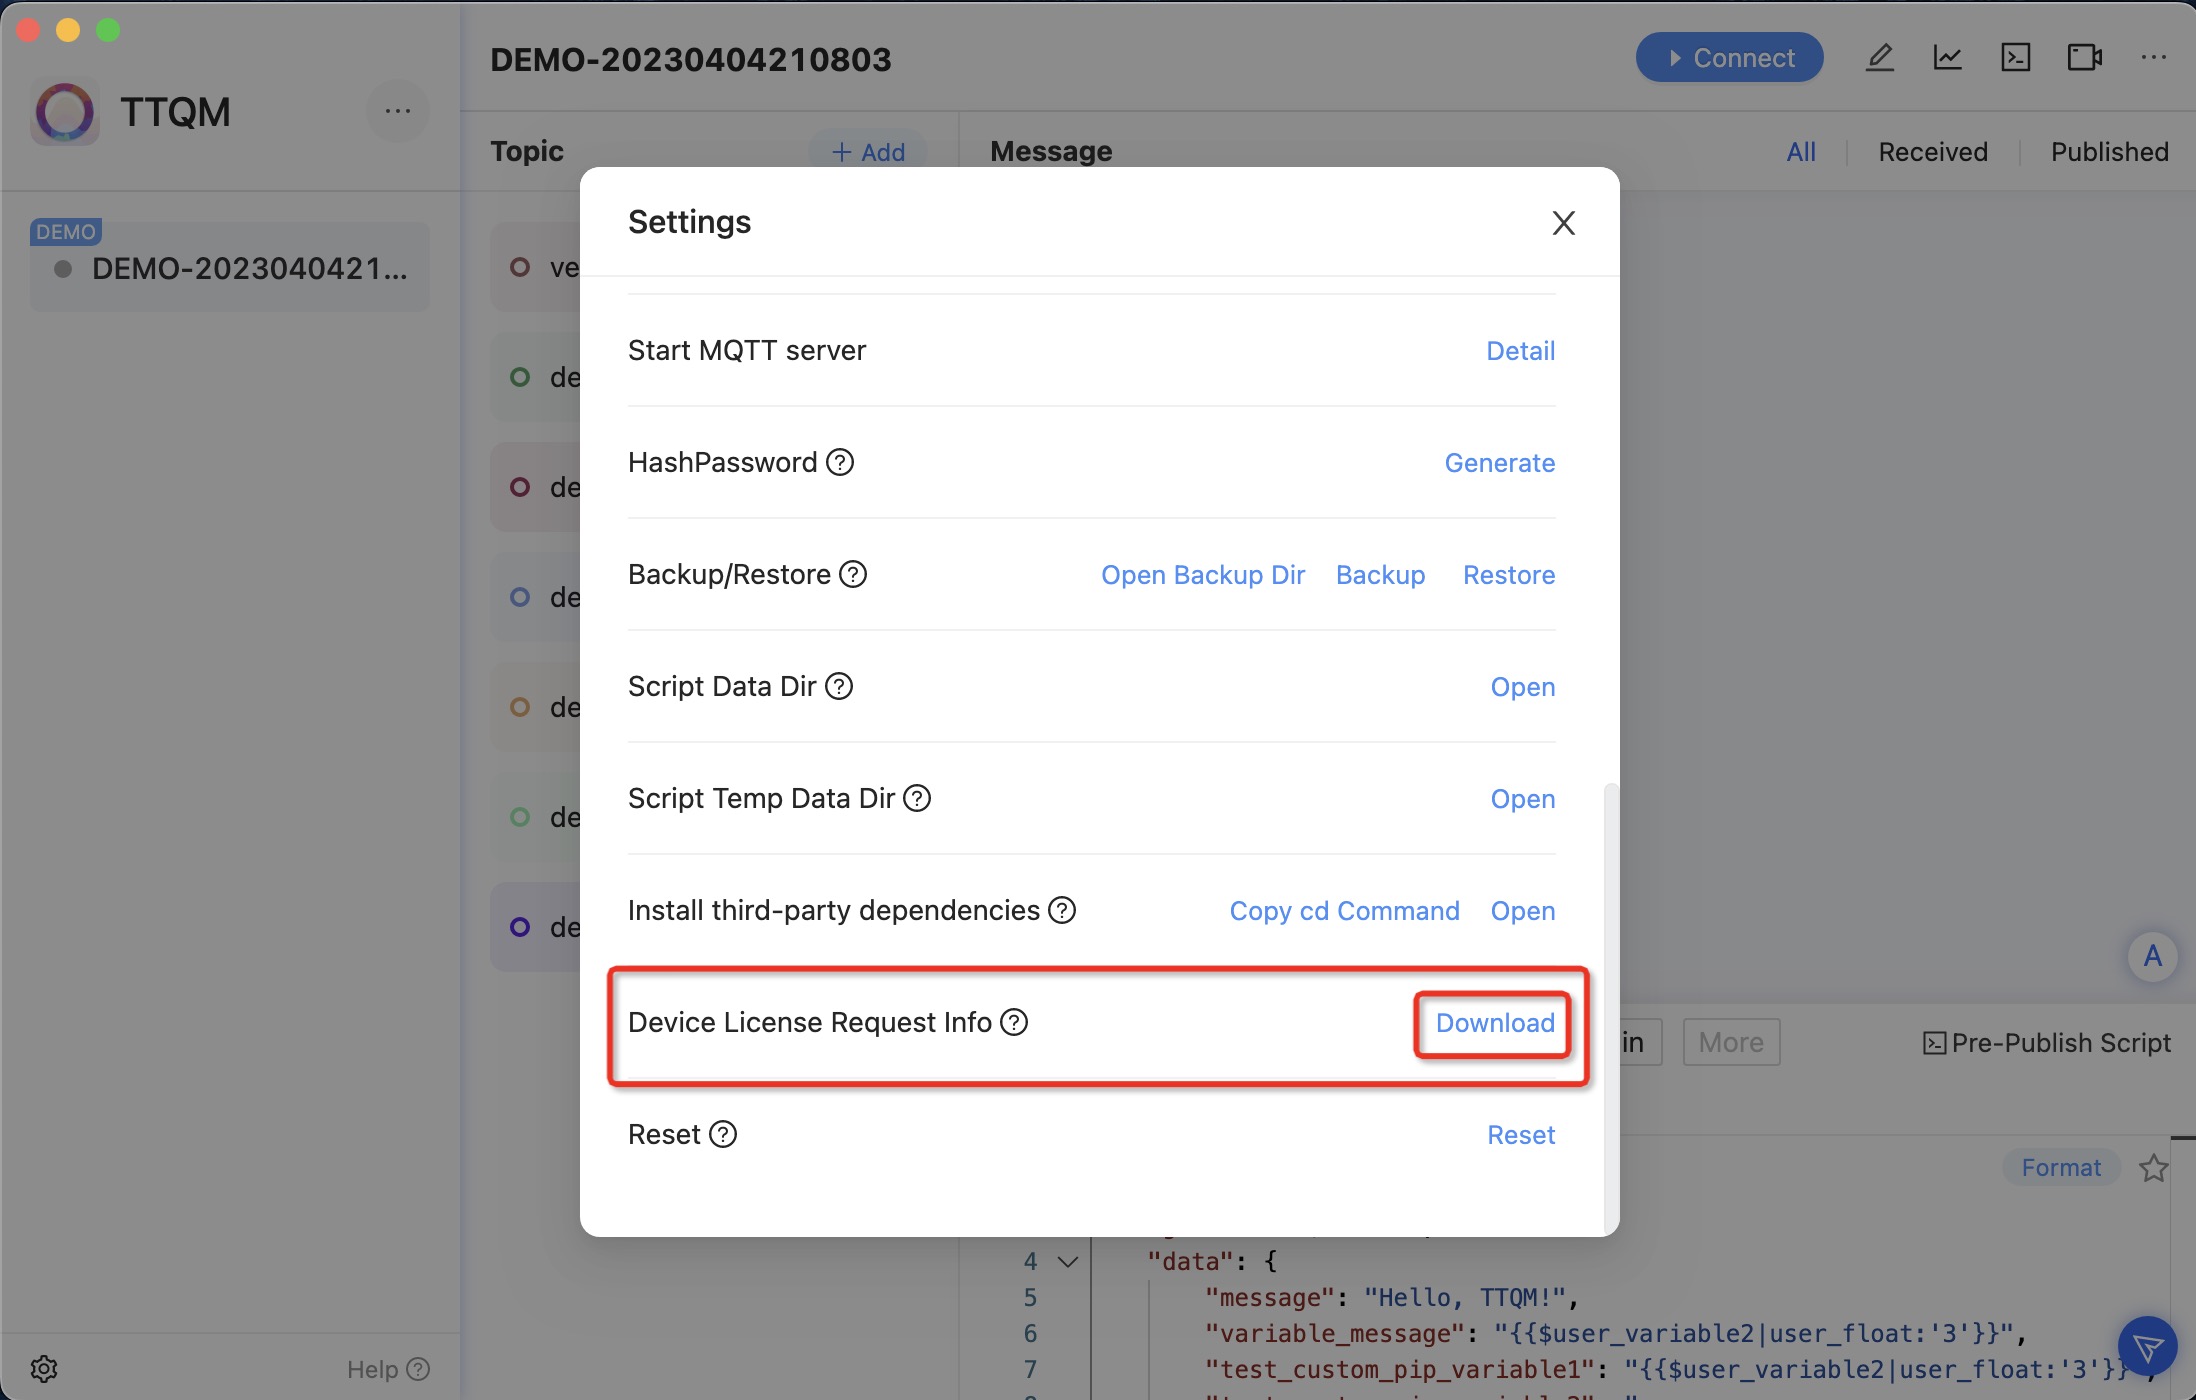 DEMO-20230404210803
Connect
TTQM
Topic
+ Add
Message
All
Received
Published
DEMO
DEMO-2023040421...
ve
de
de
de
de
de
de
Settings
Start MQTT server
Detail
HashPassword
Generate
Backup/Restore
Open Backup Dir
Backup
Restore
Script Data Dir
Open
Script Temp Data Dir
Open
Install third-party dependencies
Copy cd Command
Open
Device License Request Info
Download
Reset
Reset
A
in
More
Pre-Publish Script
Format
4 "data": {
5 "message": "Hello, TTQM!",
6 "variable_message": "{{$user_variable2|user_float:'3'}}",
7 "test_custom_pip_variable1": "{{$user_variable2|user_float:'3'}}",
Help